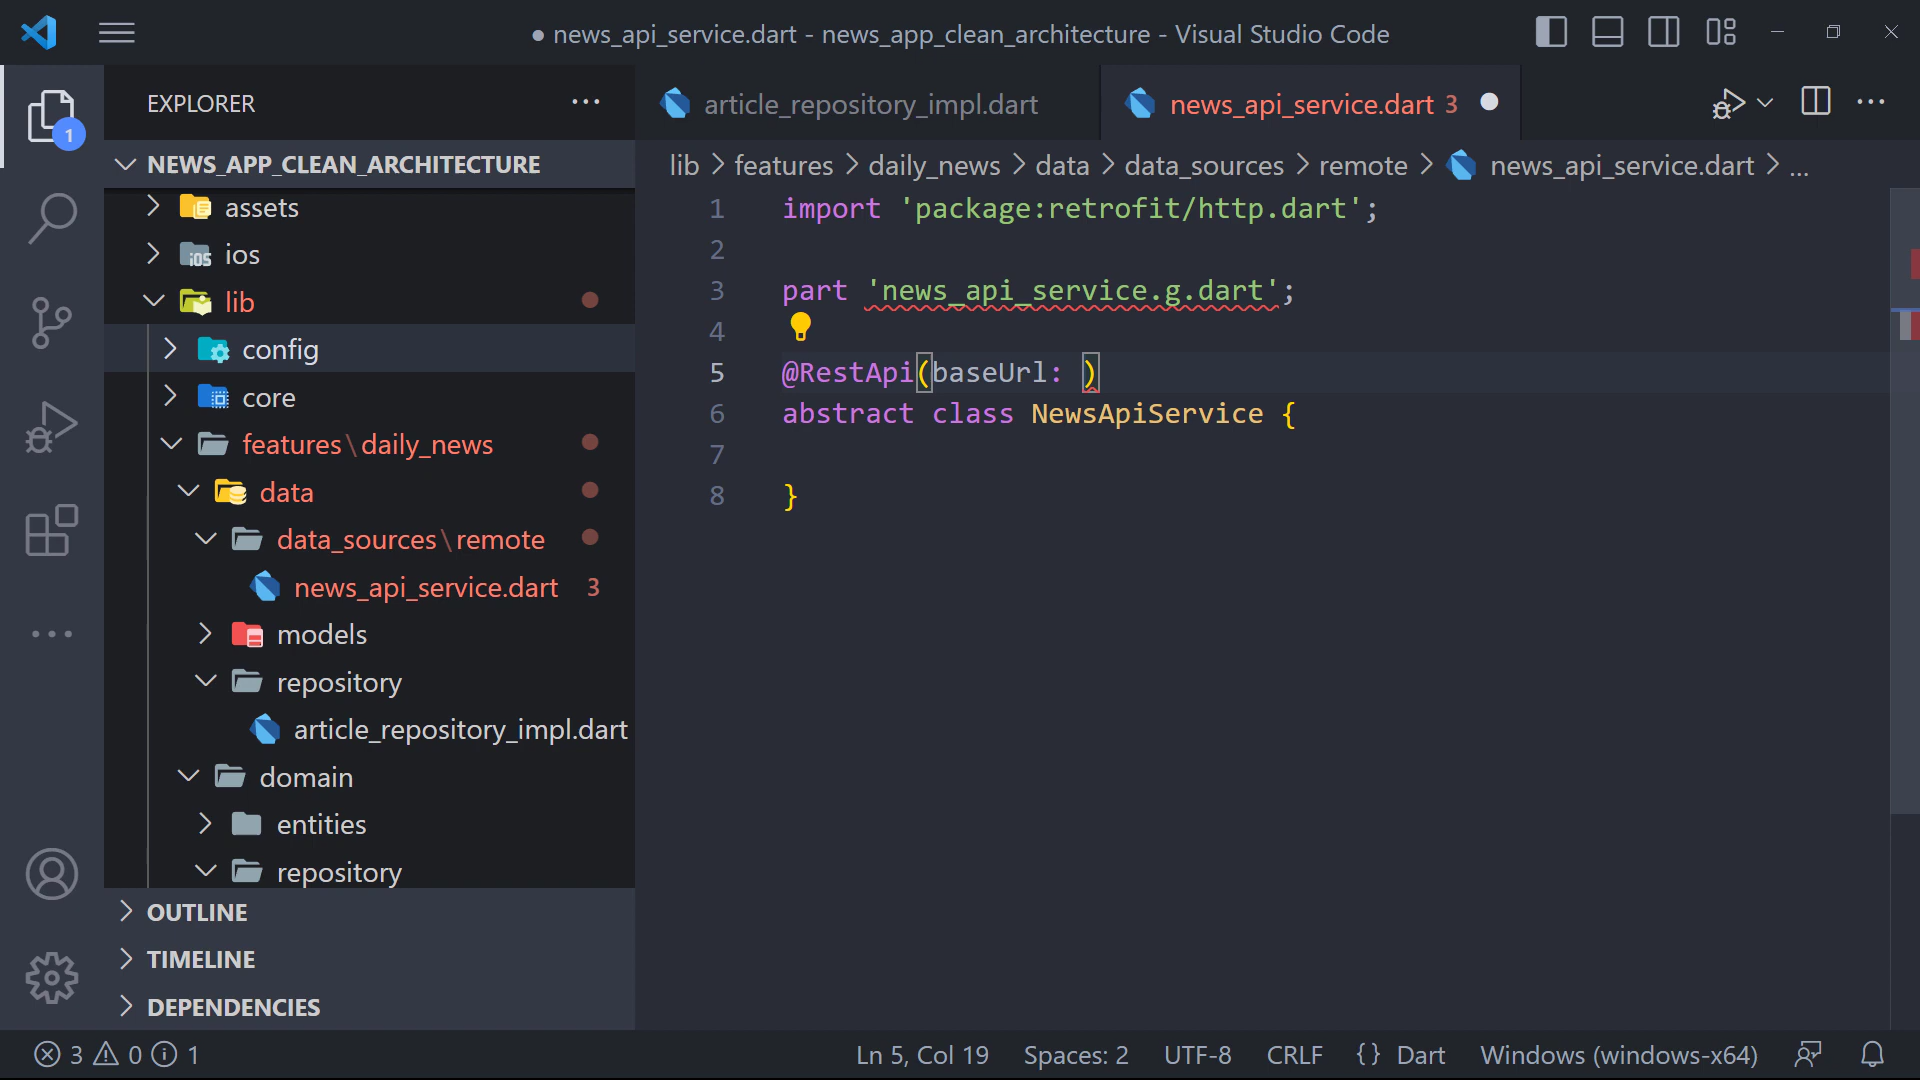 ● news_api_service.dart - news_app_clean_architecture - Visual Studio Code
1
EXPLORER
NEWS_APP_CLEAN_ARCHITECTURE
assets
ios
lib
config
core
features\daily_news
data
data_sources\remote
news_api_service.dart 3
models
repository
article_repository_impl.dart
domain
entities
repository
OUTLINE
TIMELINE
DEPENDENCIES
article_repository_impl.dart
news_api_service.dart 3
lib > features > daily_news > data > data_sources > remote > news_api_service.dart > ...
1 import 'package:retrofit/http.dart';
2
3 part 'news_api_service.g.dart';
4
5 @RestApi(baseUrl: )
6 abstract class NewsApiService {
7
8 }
3 0 1
Ln 5, Col 19 Spaces: 2 UTF-8 CRLF {} Dart Windows (windows-x64)